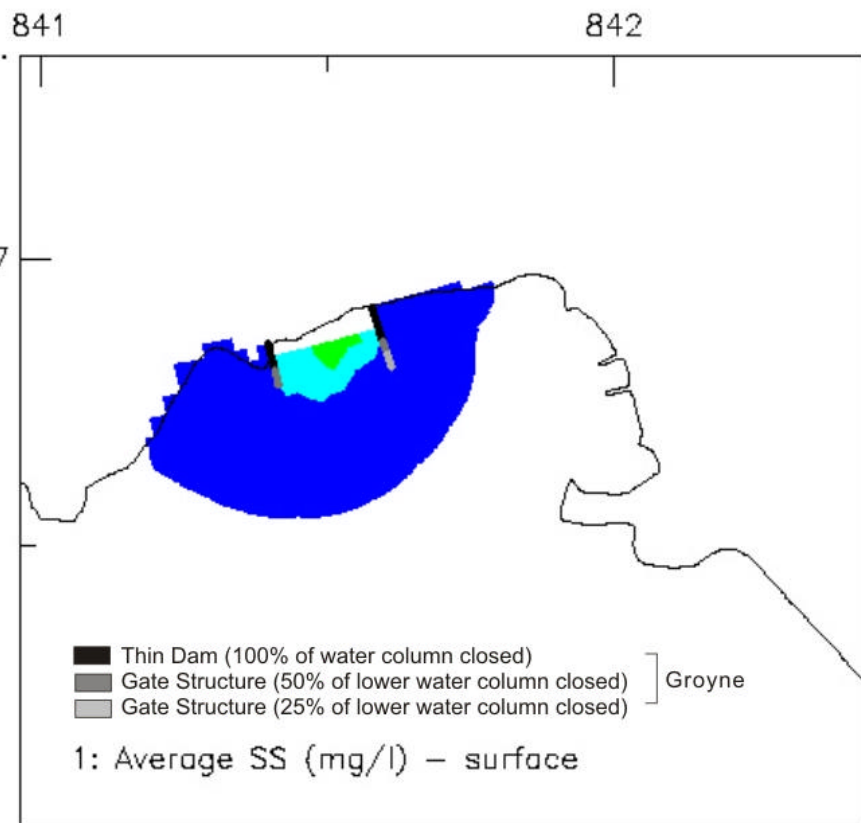 841 842
7
Thin Dam (100% of water column closed)
Gate Structure (50% of lower water column closed)
Groyne
Gate Structure (25% of lower water column closed)
1: Average SS (mg/l) – surface